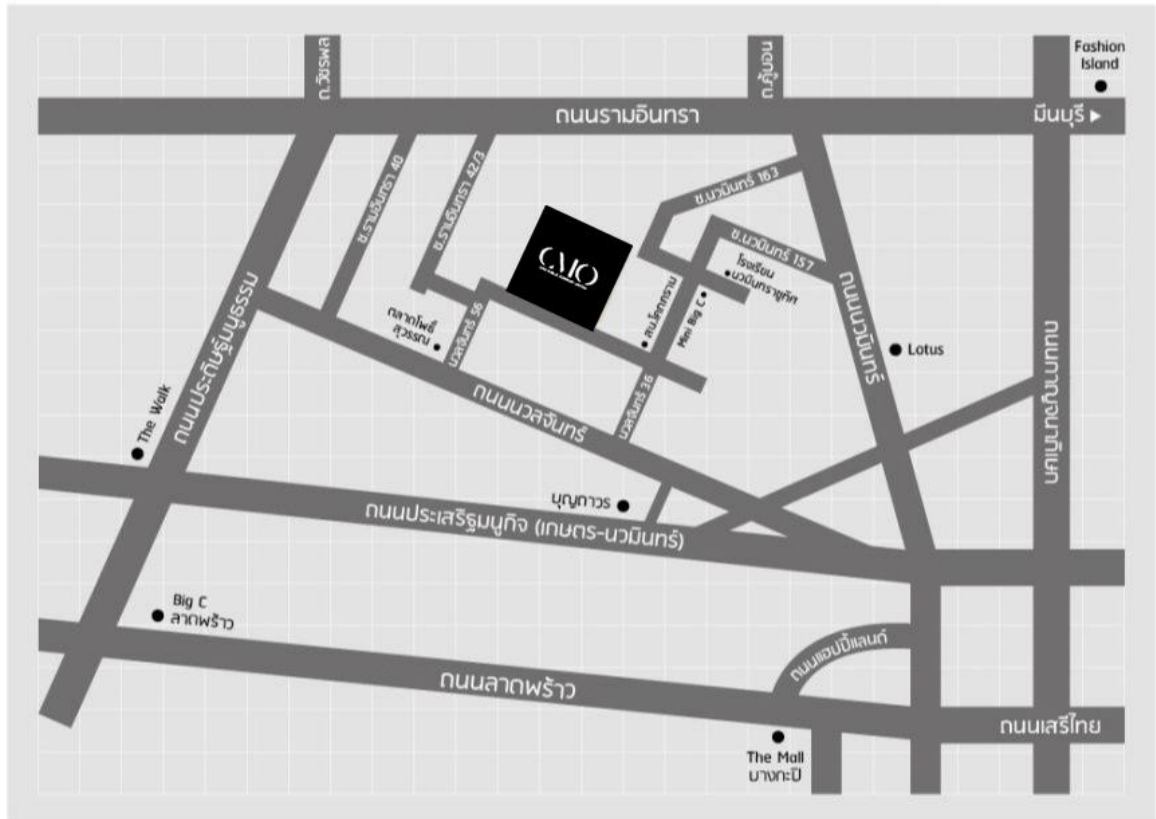 ถ.วัชรพล
ถ.คู้บอน
Fashion
Island
ถนนรามอินทรา
มีนบุรี
ซ.รามอินทรา 40
ซ.รามอินทรา 42/3
ซ.นวมินทร์ 163
ซ.นวมินทร์ 157
CMO
โรงเรียน
นวมินทราชูทิศ
สน.โคกคราม
Mini Big C
ถนนประดิษฐ์มนูธรรม
ตลาดโพธิ์
สุวรรณ
นวลจันทร์ 56
นวลจันทร์ 36
ถนนนวมินทร์
Lotus
ถนนกาญจนาภิเษก
ถนนนวลจันทร์
The Walk
บุญถาวร
ถนนประเสริฐมนูกิจ (เกษตร-นวมินทร์)
Big C
ลาดพร้าว
ถนนแฮปปี้แลนด์
ถนนลาดพร้าว
ถนนเสรีไทย
The Mall
บางกะปิ